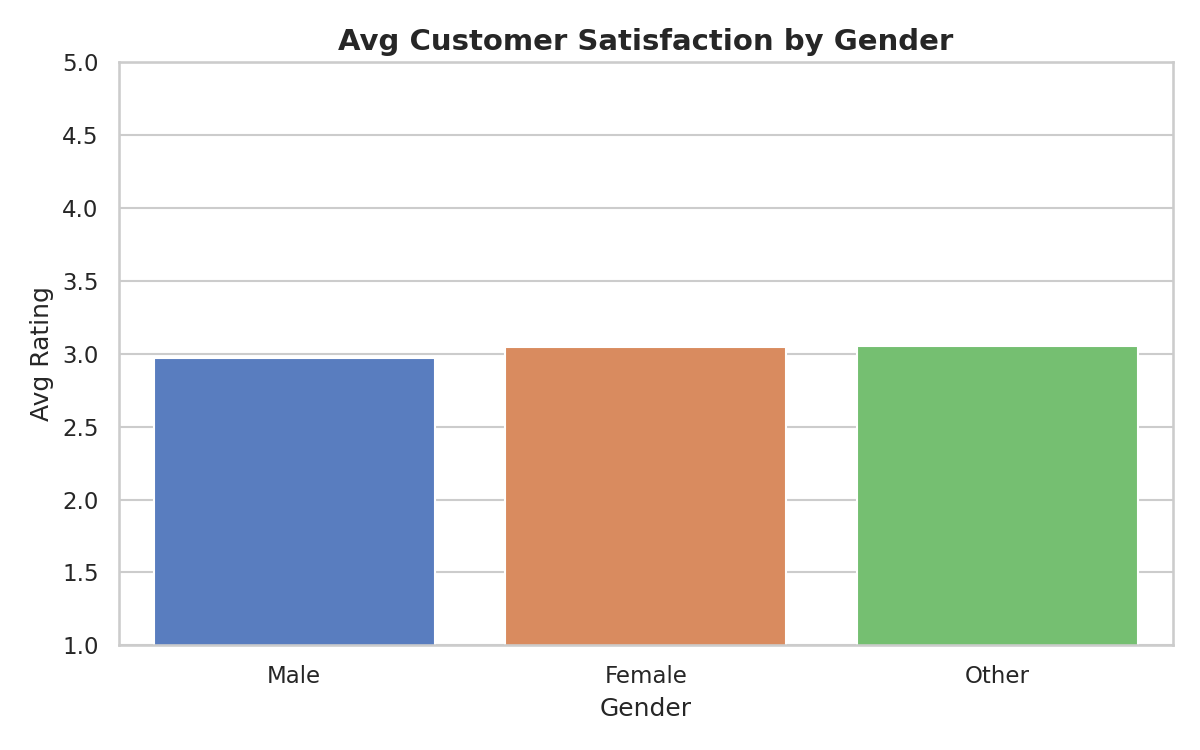 Avg Customer Satisfaction by Gender
5.0
4.5
4.0
3.5
3.0
2.5
2.0
1.5
1.0
Avg Rating
Male
Female
Other
Gender